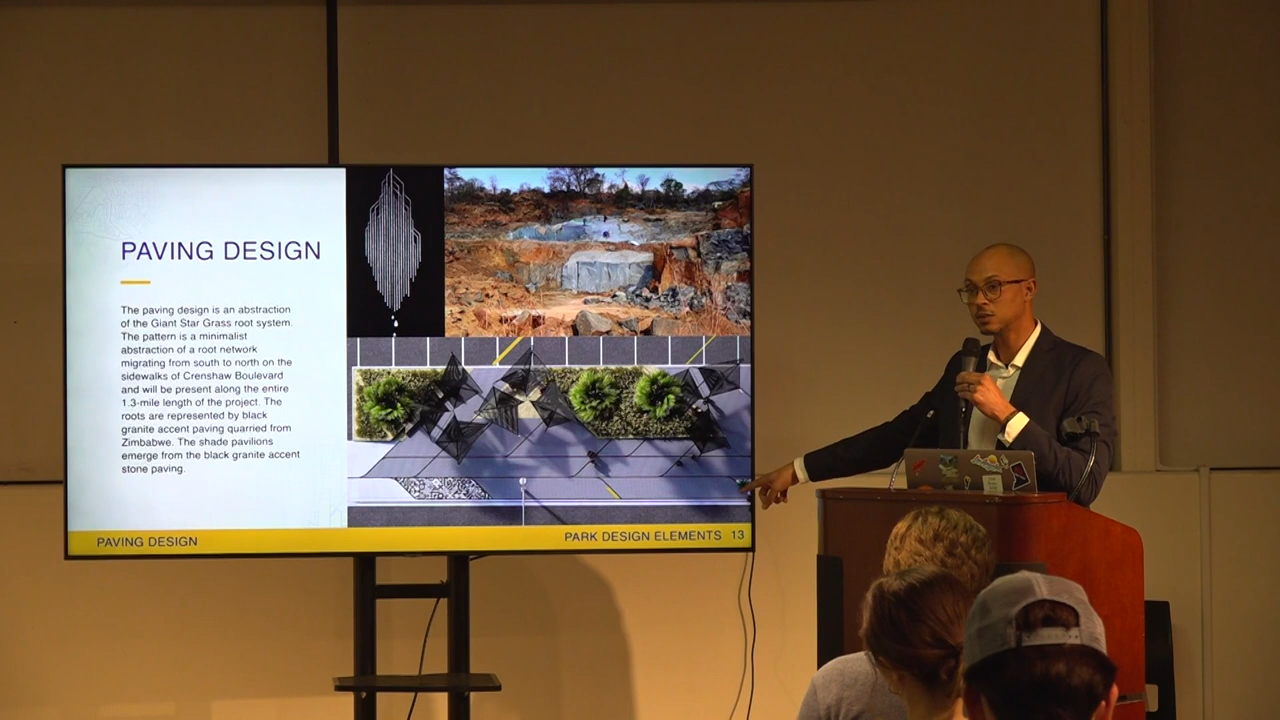 PAVING DESIGN
The paving design is an abstraction
of the Giant Star Grass root system.
The pattern is a minimalist
abstraction of a root network
migrating from south to north on the
sidewalks of Crenshaw Boulevard
and will be present along the entire
1.3-mile length of the project. The
roots are represented by black
granite accent paving quarried from
Zimbabwe. The shade pavilions
emerge from the black granite accent
stone paving.
PAVING DESIGN
PARK DESIGN ELEMENTS 13